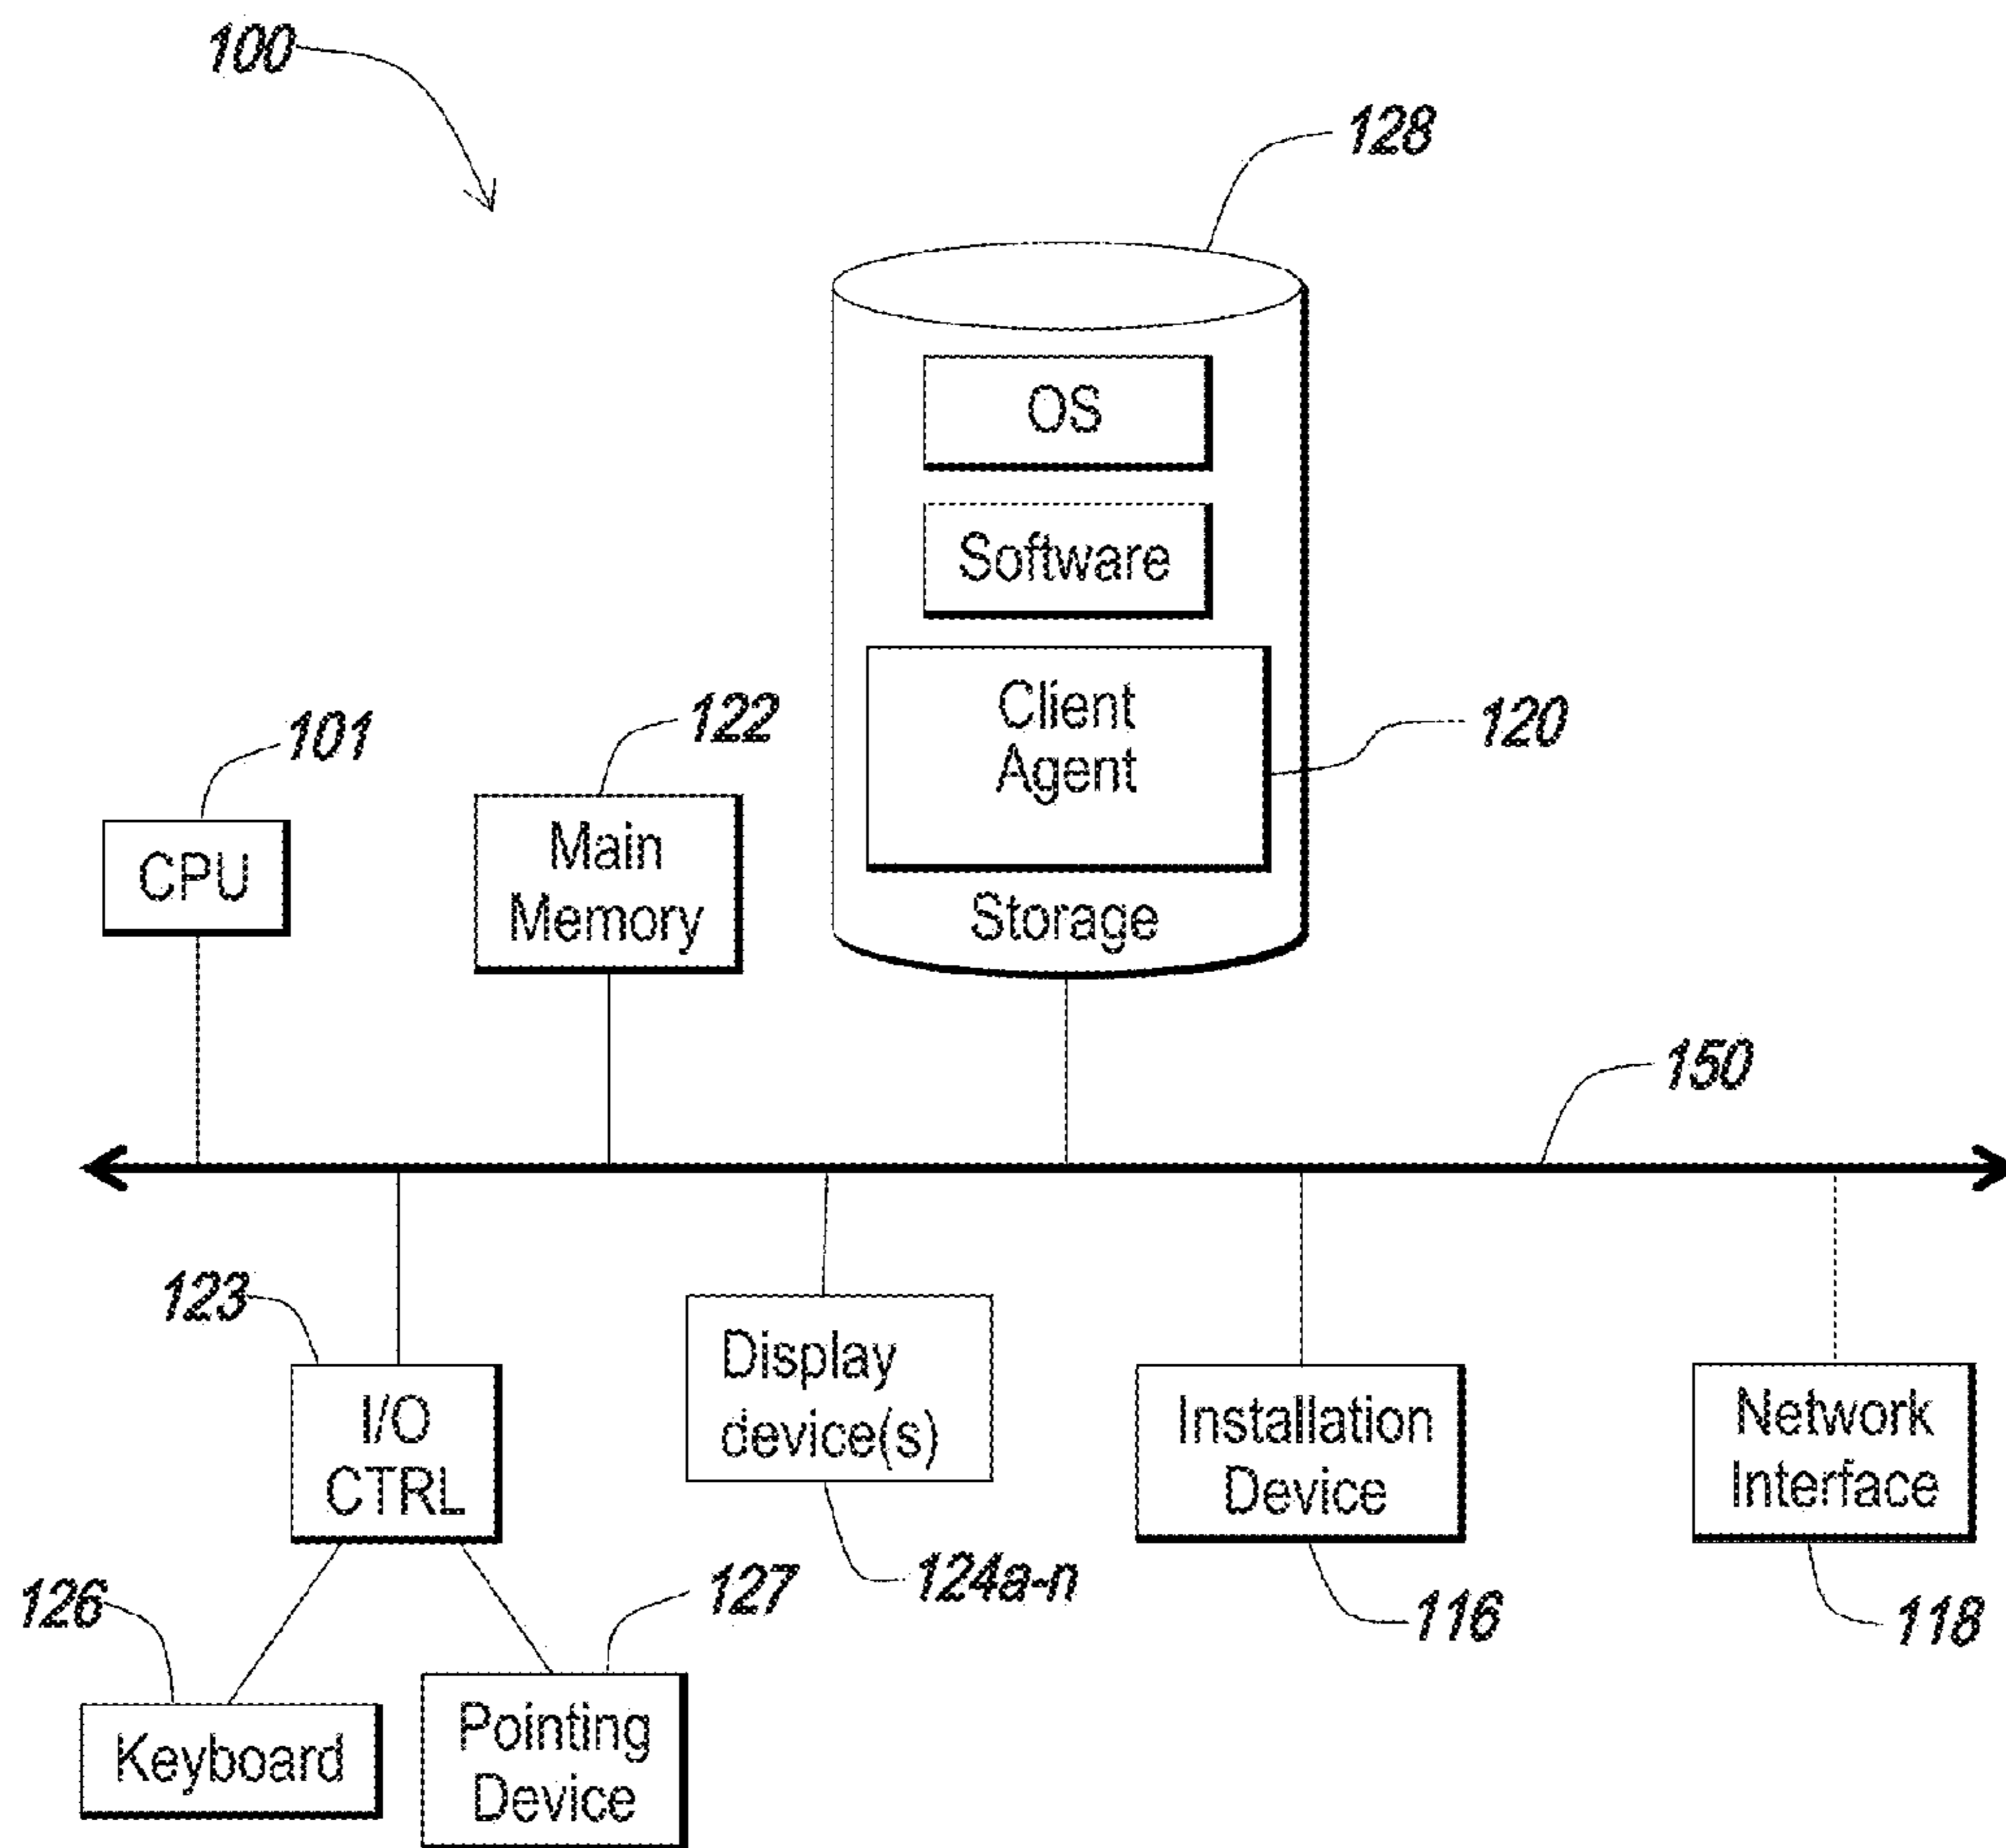 100
128
OS
Software
Client
Agent
120
122
101
CPU
Main
Memory
Storage
150
123
I/O
CTRL
Display
device(s)
Installation
Device
Network
Interface
124a-n
116
118
126
127
Keyboard
Pointing
Device